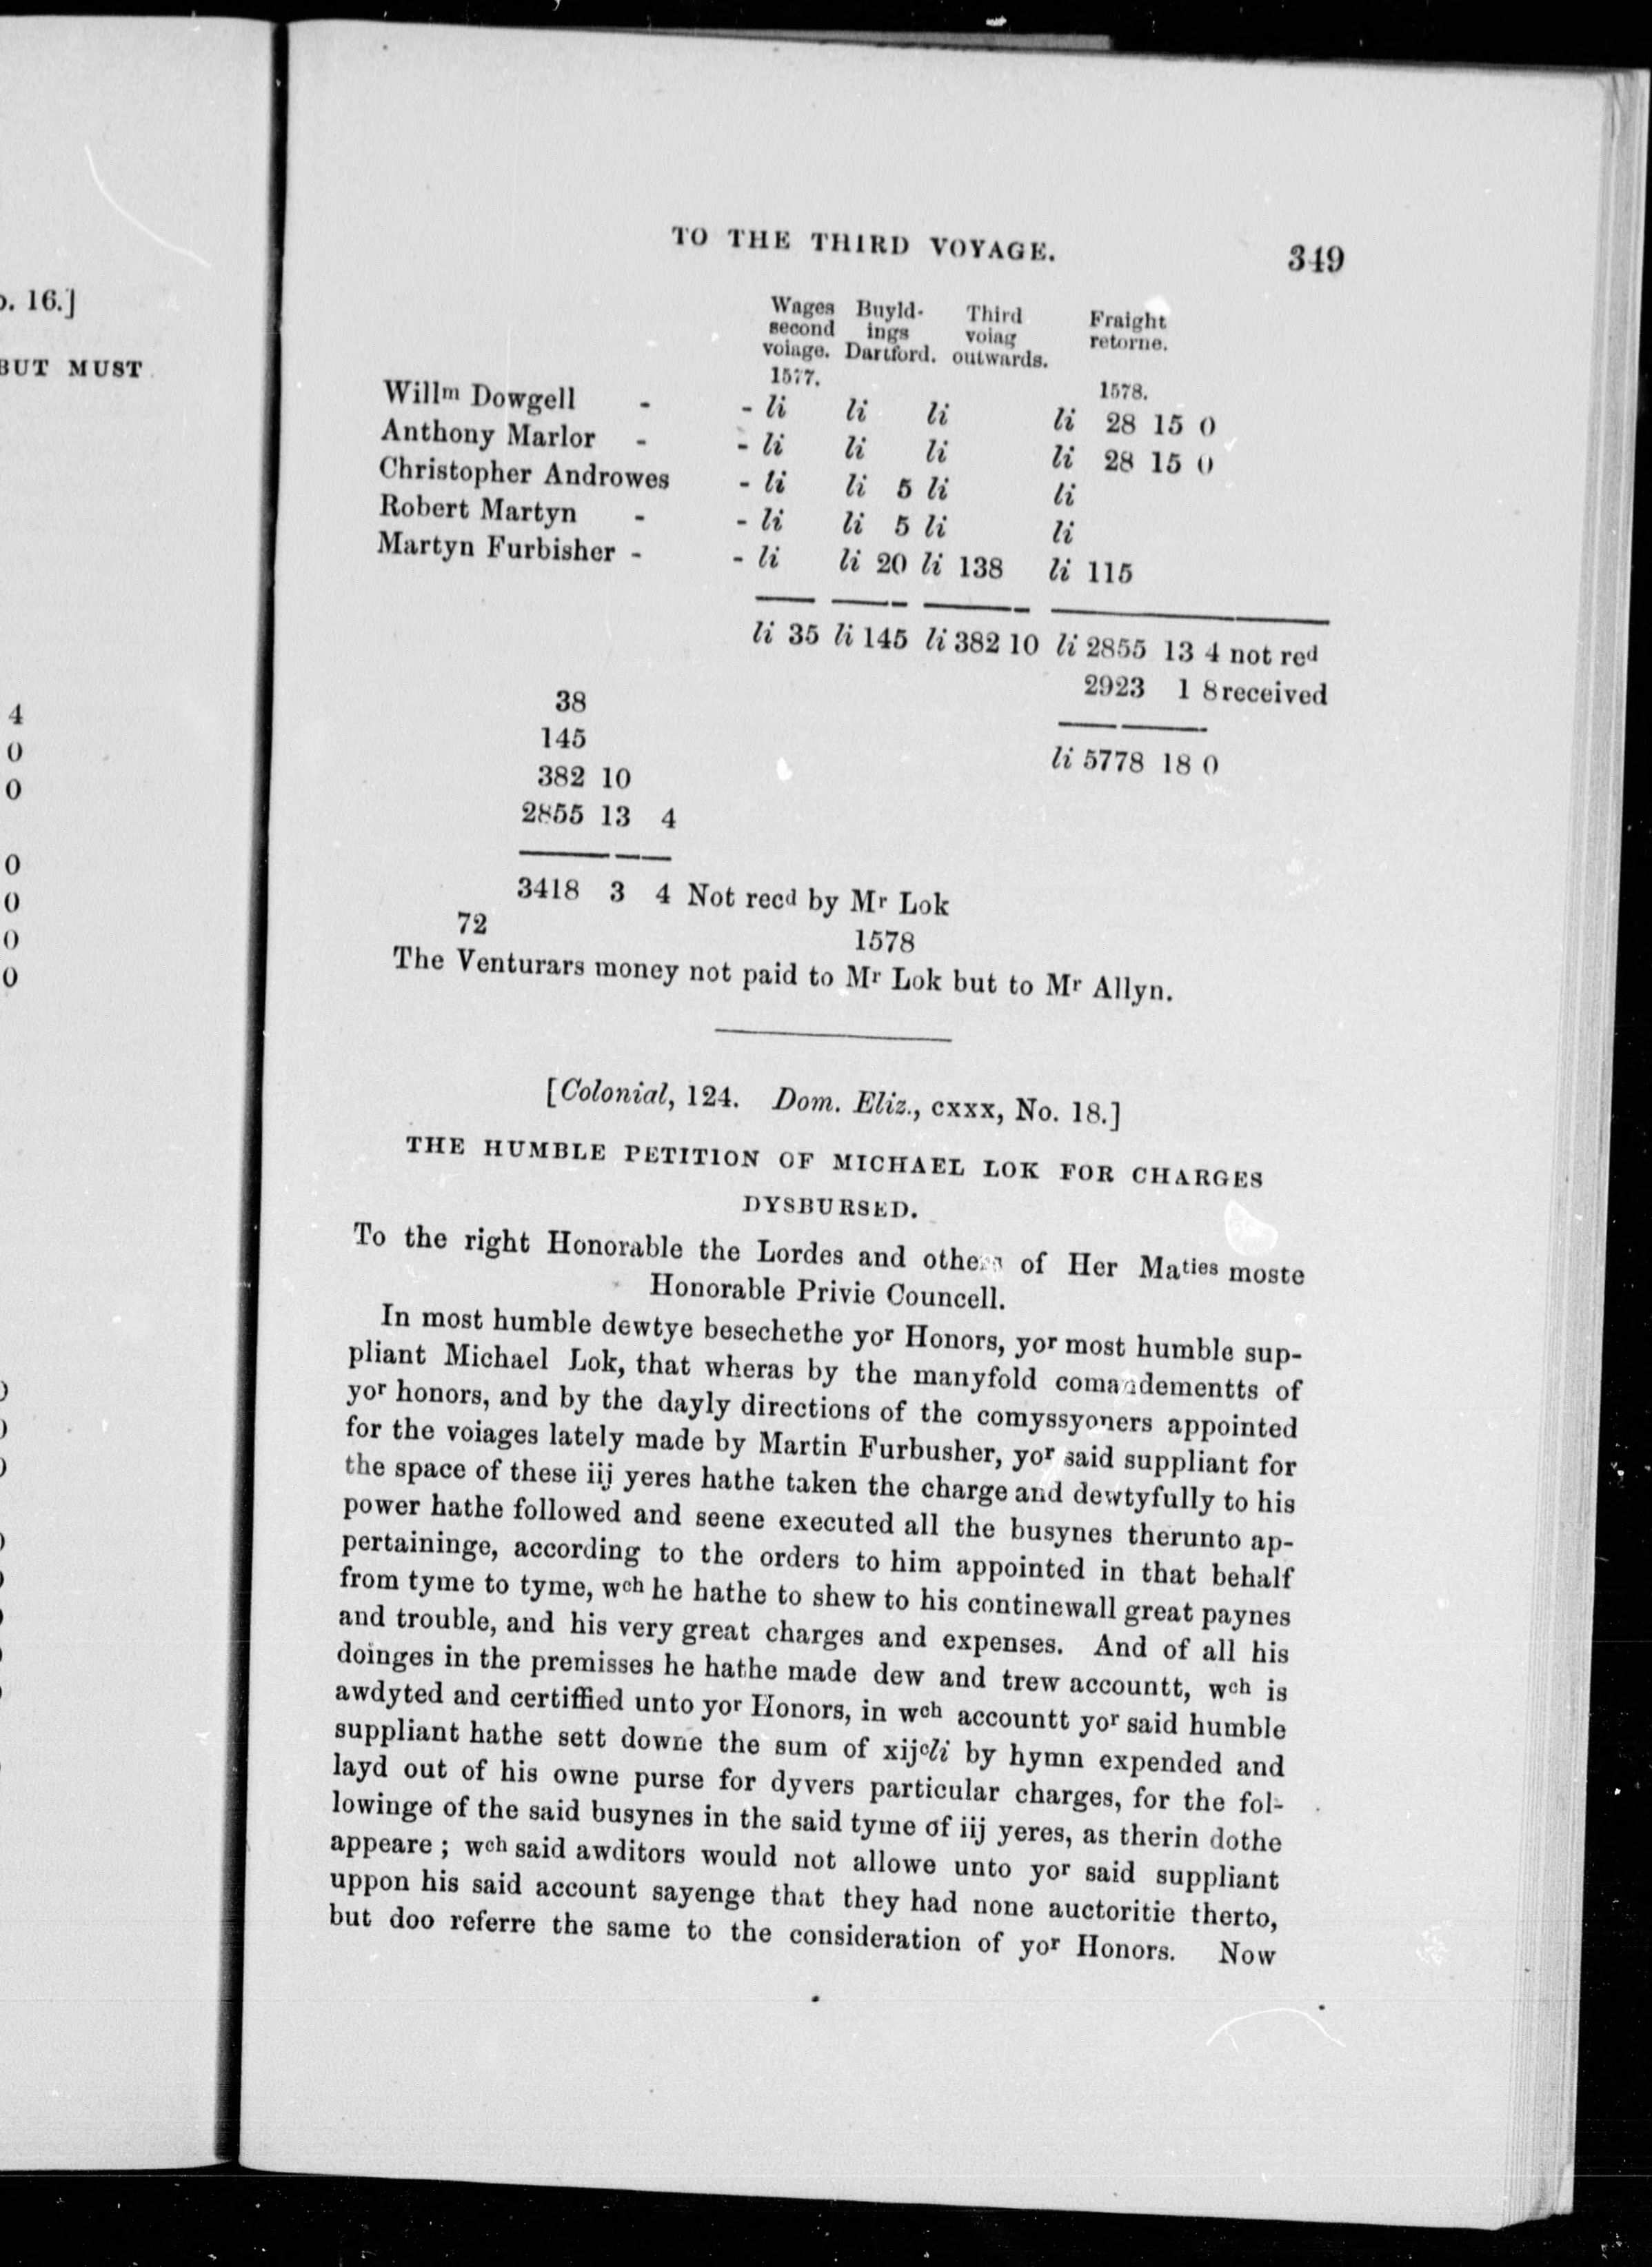 o. 16.]
BUT MUST
4
0
0
0
0
0
0
TO THE THIRD VOYAGE. 349
Wages Buyld- Third Fraight
second ings voiag retorne.
voiage. Dartford. outwards.
1577. 1578.
Willm Dowgell - - li li li li 28 15 0
Anthony Marlor - - li li li li 28 15 0
Christopher Androwes - li li 5 li li
Robert Martyn - - li li 5 li li
Martyn Furbisher - - li li 20 li 138 li 115
li 35 li 145 li 382 10 li 2855 13 4 not red
2923 1 8 received
li 5778 18 0
38
145
382 10
2855 13 4
3418 3 4 Not recd by Mr Lok
72 1578
The Venturars money not paid to Mr Lok but to Mr Allyn.
[Colonial, 124. Dom. Eliz., cxxx, No. 18.]
THE HUMBLE PETITION OF MICHAEL LOK FOR CHARGES
DYSBURSED.
To the right Honorable the Lordes and others of Her Maties moste
Honorable Privie Councell.
In most humble dewtye besechethe yor Honors, yor most humble sup-
pliant Michael Lok, that wheras by the manyfold comandementts of
yor honors, and by the dayly directions of the comyssyoners appointed
for the voiages lately made by Martin Furbusher, yor said suppliant for
the space of these iij yeres hathe taken the charge and dewtyfully to his
power hathe followed and seene executed all the busynes therunto ap-
pertaininge, according to the orders to him appointed in that behalf
from tyme to tyme, wch he hathe to shew to his continewall great paynes
and trouble, and his very great charges and expenses. And of all his
doinges in the premisses he hathe made dew and trew accountt, wch is
awdyted and certiffied unto yor Honors, in wch accountt yor said humble
suppliant hathe sett downe the sum of xijcli by hymn expended and
layd out of his owne purse for dyvers particular charges, for the fol-
lowinge of the said busynes in the said tyme of iij yeres, as therin dothe
appeare ; wch said awditors would not allowe unto yor said suppliant
uppon his said account sayenge that they had none auctoritie therto,
but doo referre the same to the consideration of yor Honors. Now